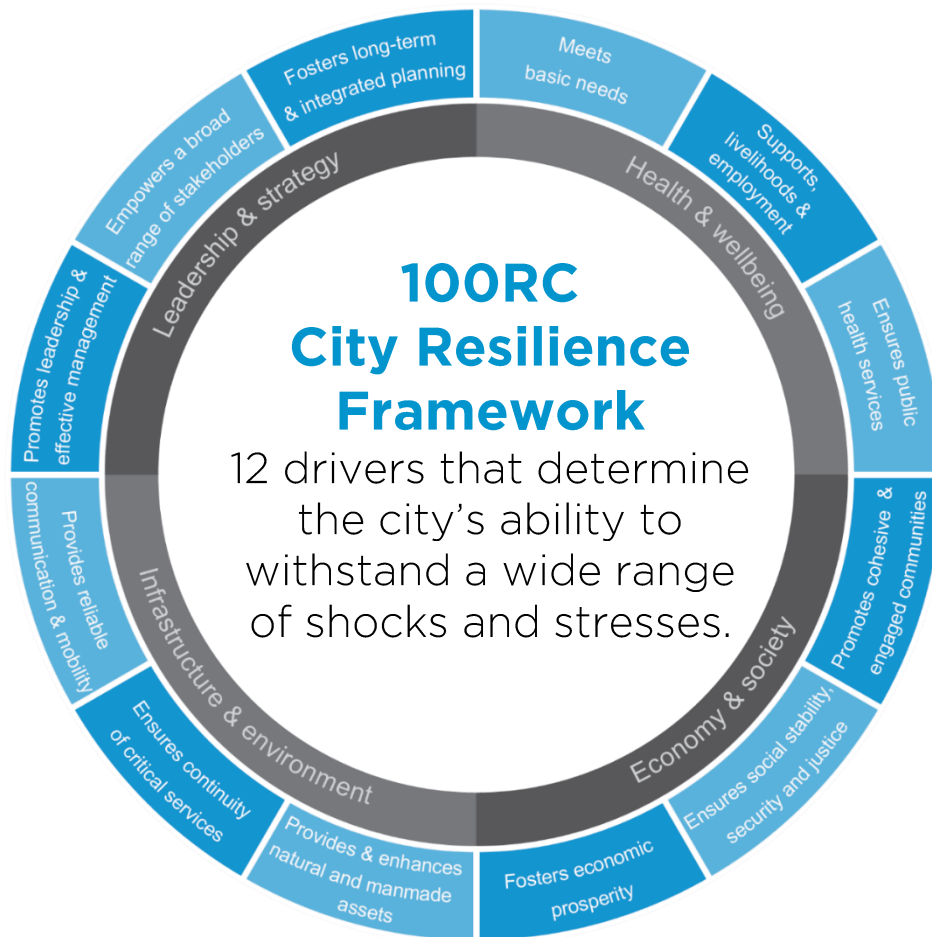 100RC
City Resilience
Framework
12 drivers that determine
the city’s ability to
withstand a wide range
of shocks and stresses.
Health & wellbeing
Meets
basic needs
Supports,
livelihoods &
employment
Ensures public
health services
Economy & society
Promotes cohesive &
engaged communities
Ensures social stability,
security and justice
Fosters economic
prosperity
Infrastructure & environment
Provides & enhances
natural and manmade
assets
Ensures continuity
of critical services
Provides reliable
communication & mobility
Leadership & strategy
Promotes leadership &
effective management
Empowers a broad
range of stakeholders
Fosters long-term
& integrated planning